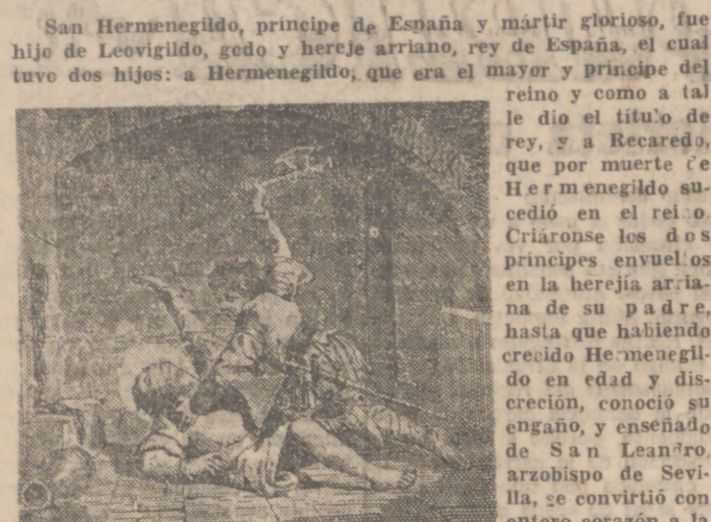 San Hermenegildo, príncipe de España y mártir glorioso, fue
hijo de Leovigildo, godo y hereje arriano, rey de España, el cual
tuvo dos hijos: a Hermenegildo, que era el mayor y príncipe del
reino y como a tal
le dio el título de
rey, y a Recaredo,
que por muerte de
Hermenegildo su-
cedió en el reino.
Criáronse los dos
príncipes envueltos
en la herejía arria-
na de su padre,
hasta que habiendo
crecido Hermenegil-
do en edad y dis-
creción, conoció su
engaño, y enseñado
de San Leandro,
arzobispo de Sevi-
lla, se convirtió con
entero corazón a la